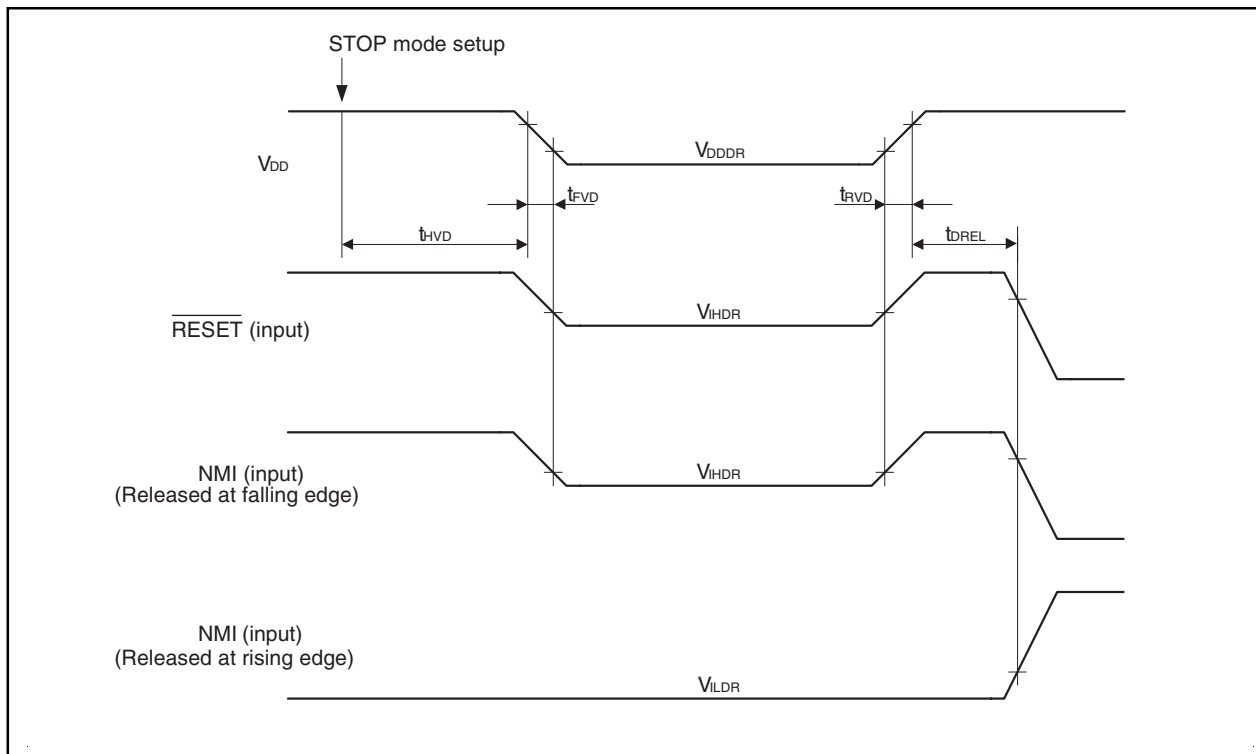 STOP mode setup
VDD
VDDDR
tFVD
tRVD
tHVD
tDREL
RESET (input)
VIHDR
NMI (input)
(Released at falling edge)
VIHDR
NMI (input)
(Released at rising edge)
VILDR